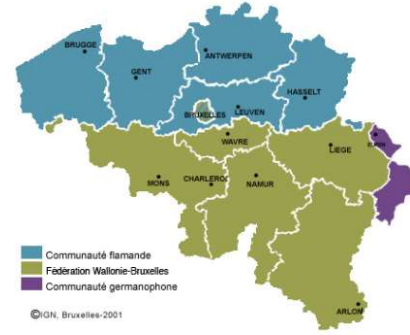 BRUGGE
ANTWERPEN
GENT
HASSELT
BRUXELLES
LEUVEN
WAVRE
LIEGE
EUPEN
MONS
CHARLEROI
NAMUR
ARLON
Communauté flamande
Fédération Wallonie-Bruxelles
Communauté germanophone
©IGN, Bruxelles-2001